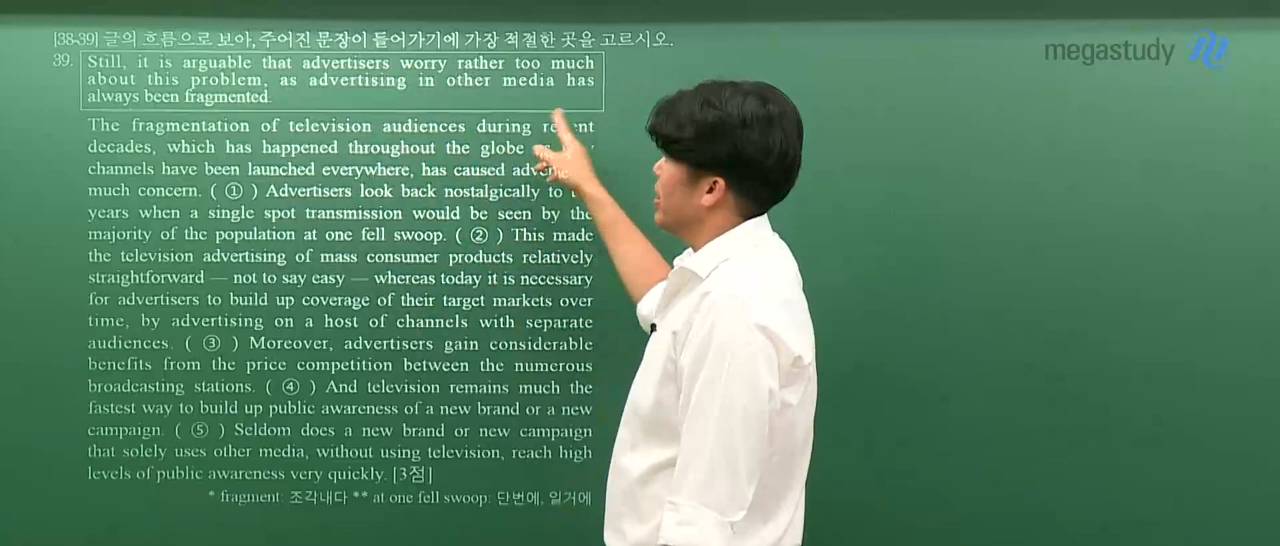 [38-39] 글의 흐름으로 보아, 주어진 문장이 들어가기에 가장 적절한 곳을 고르시오.
39. Still, it is arguable that advertisers worry rather too much
about this problem, as advertising in other media has
always been fragmented.
The fragmentation of television audiences during
decades, which has happened throughout the globe
channels have been launched everywhere, has caused
much concern. ( ① ) Advertisers look back nostalgically to
years when a single spot transmission would be seen by the
majority of the population at one fell swoop. ( ② ) This made
the television advertising of mass consumer products relatively
straightforward — not to say easy — whereas today it is necessary
for advertisers to build up coverage of their target markets over
time, by advertising on a host of channels with separate
audiences. ( ③ ) Moreover, advertisers gain considerable
benefits from the price competition between the numerous
broadcasting stations. ( ④ ) And television remains much the
fastest way to build up public awareness of a new brand or a new
campaign. ( ⑤ ) Seldom does a new brand or new campaign
that solely uses other media, without using television, reach high
levels of public awareness very quickly. [3점]
* fragment: 조각내다 ** at one fell swoop: 단번에, 일거에
megastudy